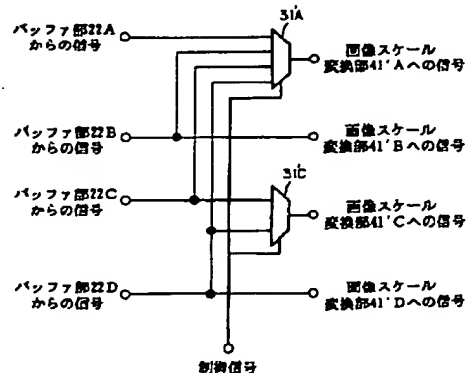 31'A
バッファ部22A
からの信号
画像スケール
変換部41'Aへの信号
バッファ部22B
からの信号
画像スケール
変換部41'Bへの信号
31'C
バッファ部22C
からの信号
画像スケール
変換部41'Cへの信号
バッファ部22D
からの信号
画像スケール
変換部41'Dへの信号
制御信号